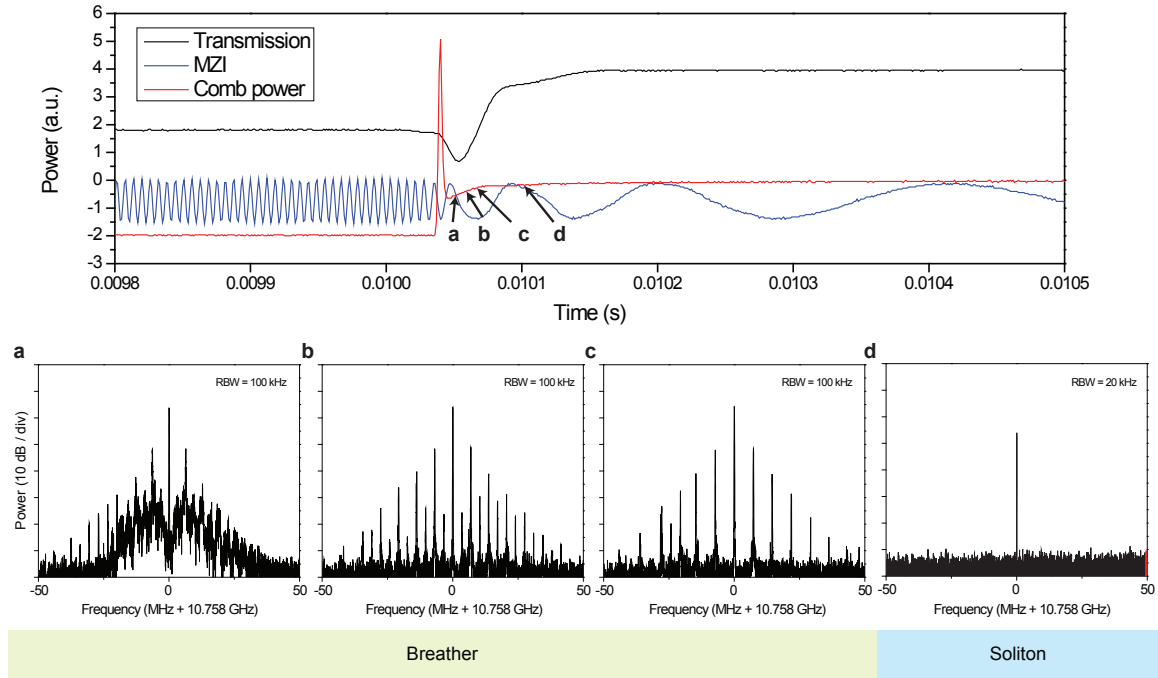 6
5
4
3
2
1
0
-1
-2
-3
Power (a.u.)
Transmission
MZI
Comb power
a b c d
0.0098 0.0099 0.0100 0.0101 0.0102 0.0103 0.0104 0.0105
Time (s)
a b c d
RBW = 100 kHz RBW = 100 kHz RBW = 100 kHz RBW = 20 kHz
Power (10 dB / div)
-50 0 50 -50 0 50 -50 0 50 -50 0 50
Frequency (MHz + 10.758 GHz) Frequency (MHz + 10.758 GHz) Frequency (MHz + 10.758 GHz) Frequency (MHz + 10.758 GHz)
Breather Soliton